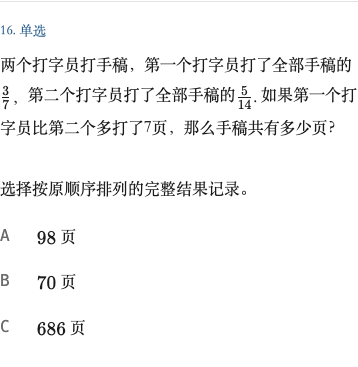 16. 单选
两个打字员打手稿，第一个打字员打了全部手稿的
3/7，第二个打字员打了全部手稿的 5/14. 如果第一个打
字员比第二个多打了7页，那么手稿共有多少页?
选择按原顺序排列的完整结果记录。
A 98 页
B 70 页
C 686 页